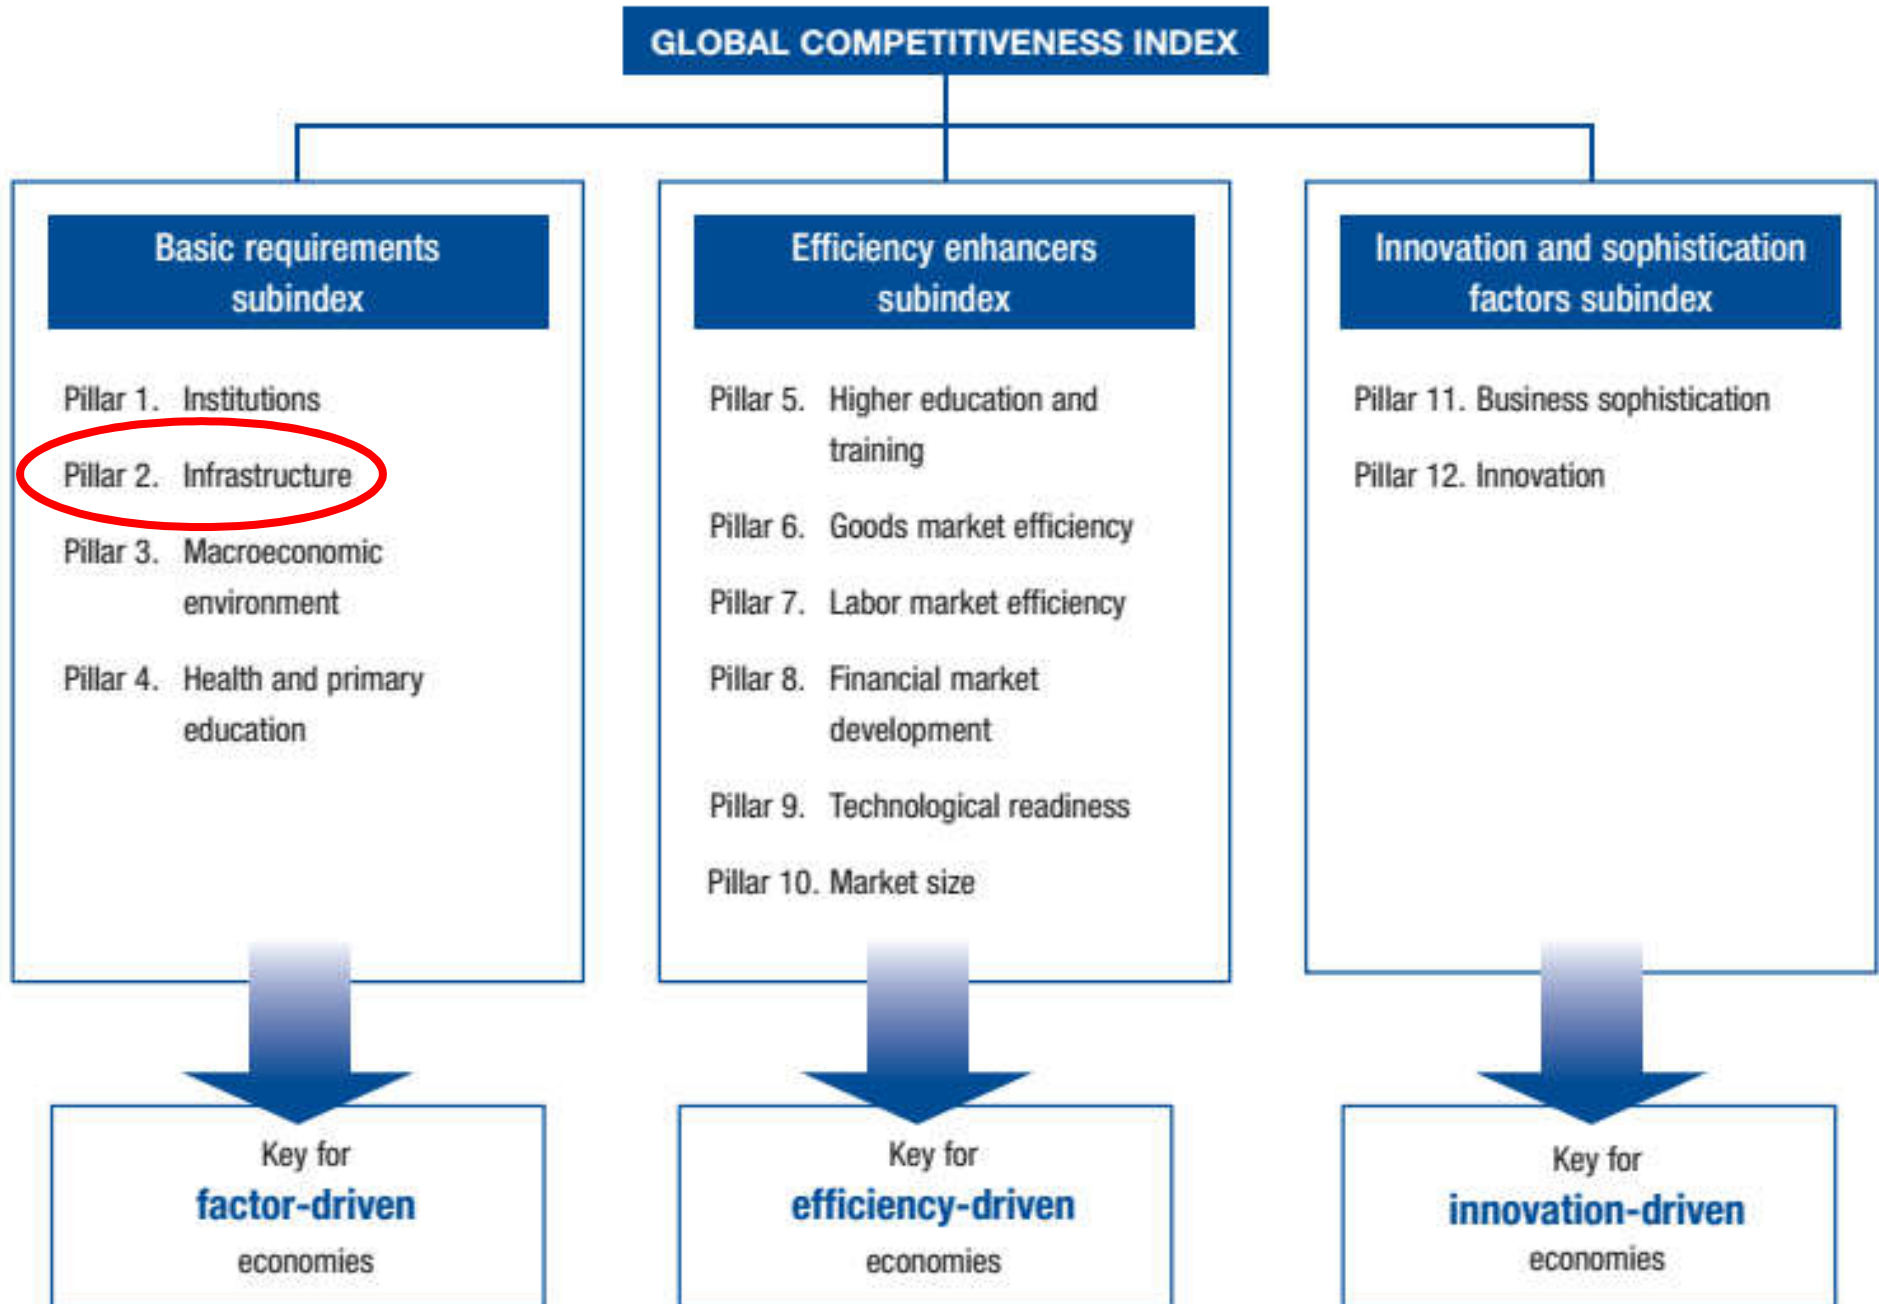 GLOBAL COMPETITIVENESS INDEX
Basic requirements
subindex
Pillar 1. Institutions
Pillar 2. Infrastructure
Pillar 3. Macroeconomic
environment
Pillar 4. Health and primary
education
Key for
factor-driven
economies
Efficiency enhancers
subindex
Pillar 5. Higher education and
training
Pillar 6. Goods market efficiency
Pillar 7. Labor market efficiency
Pillar 8. Financial market
development
Pillar 9. Technological readiness
Pillar 10. Market size
Key for
efficiency-driven
economies
Innovation and sophistication
factors subindex
Pillar 11. Business sophistication
Pillar 12. Innovation
Key for
innovation-driven
economies